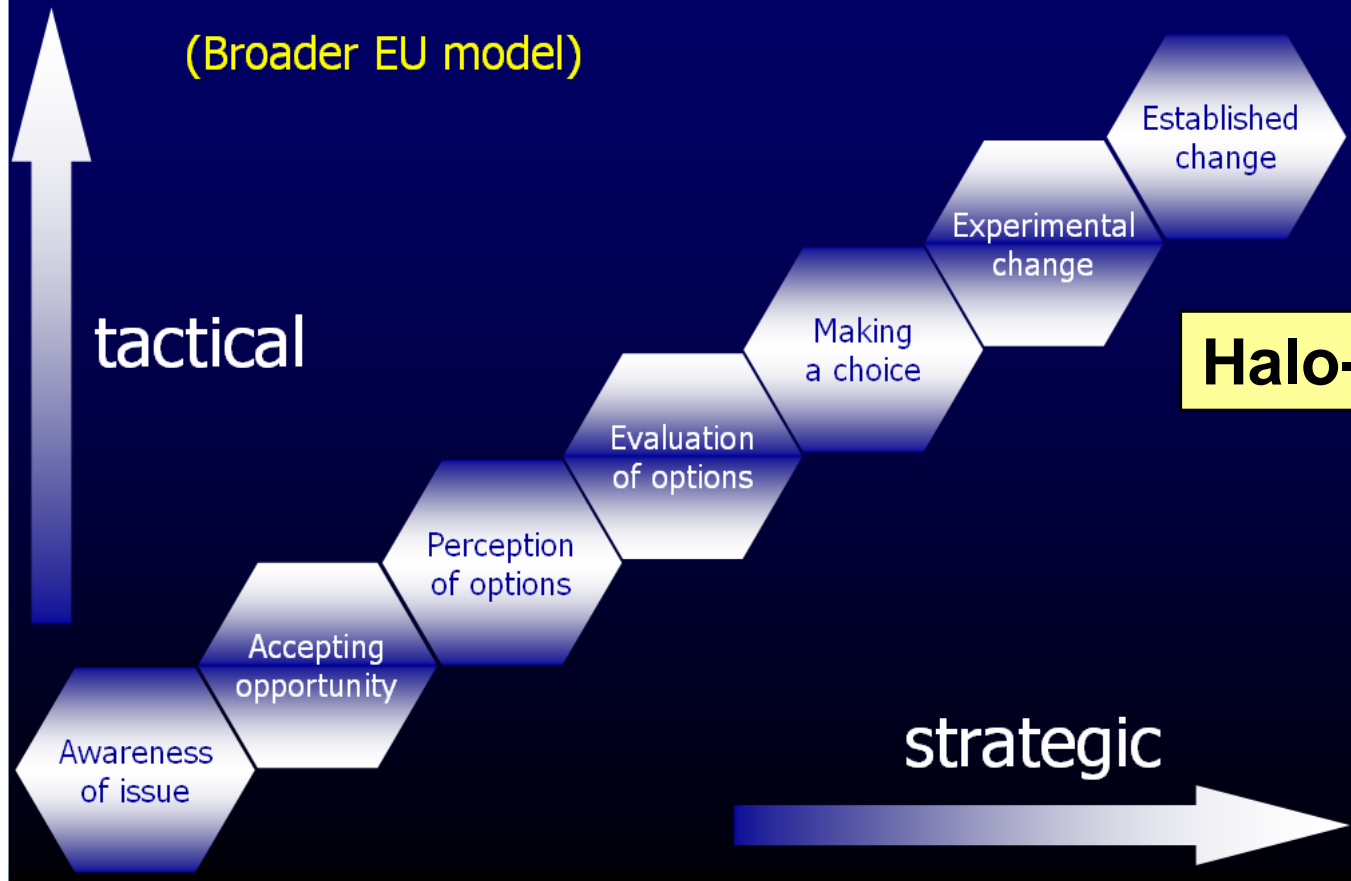 (Broader EU model)
Established
change
Experimental
change
tactical
Making
a choice
Halo-
Evaluation
of options
Perception
of options
Accepting
opportunity
strategic
Awareness
of issue